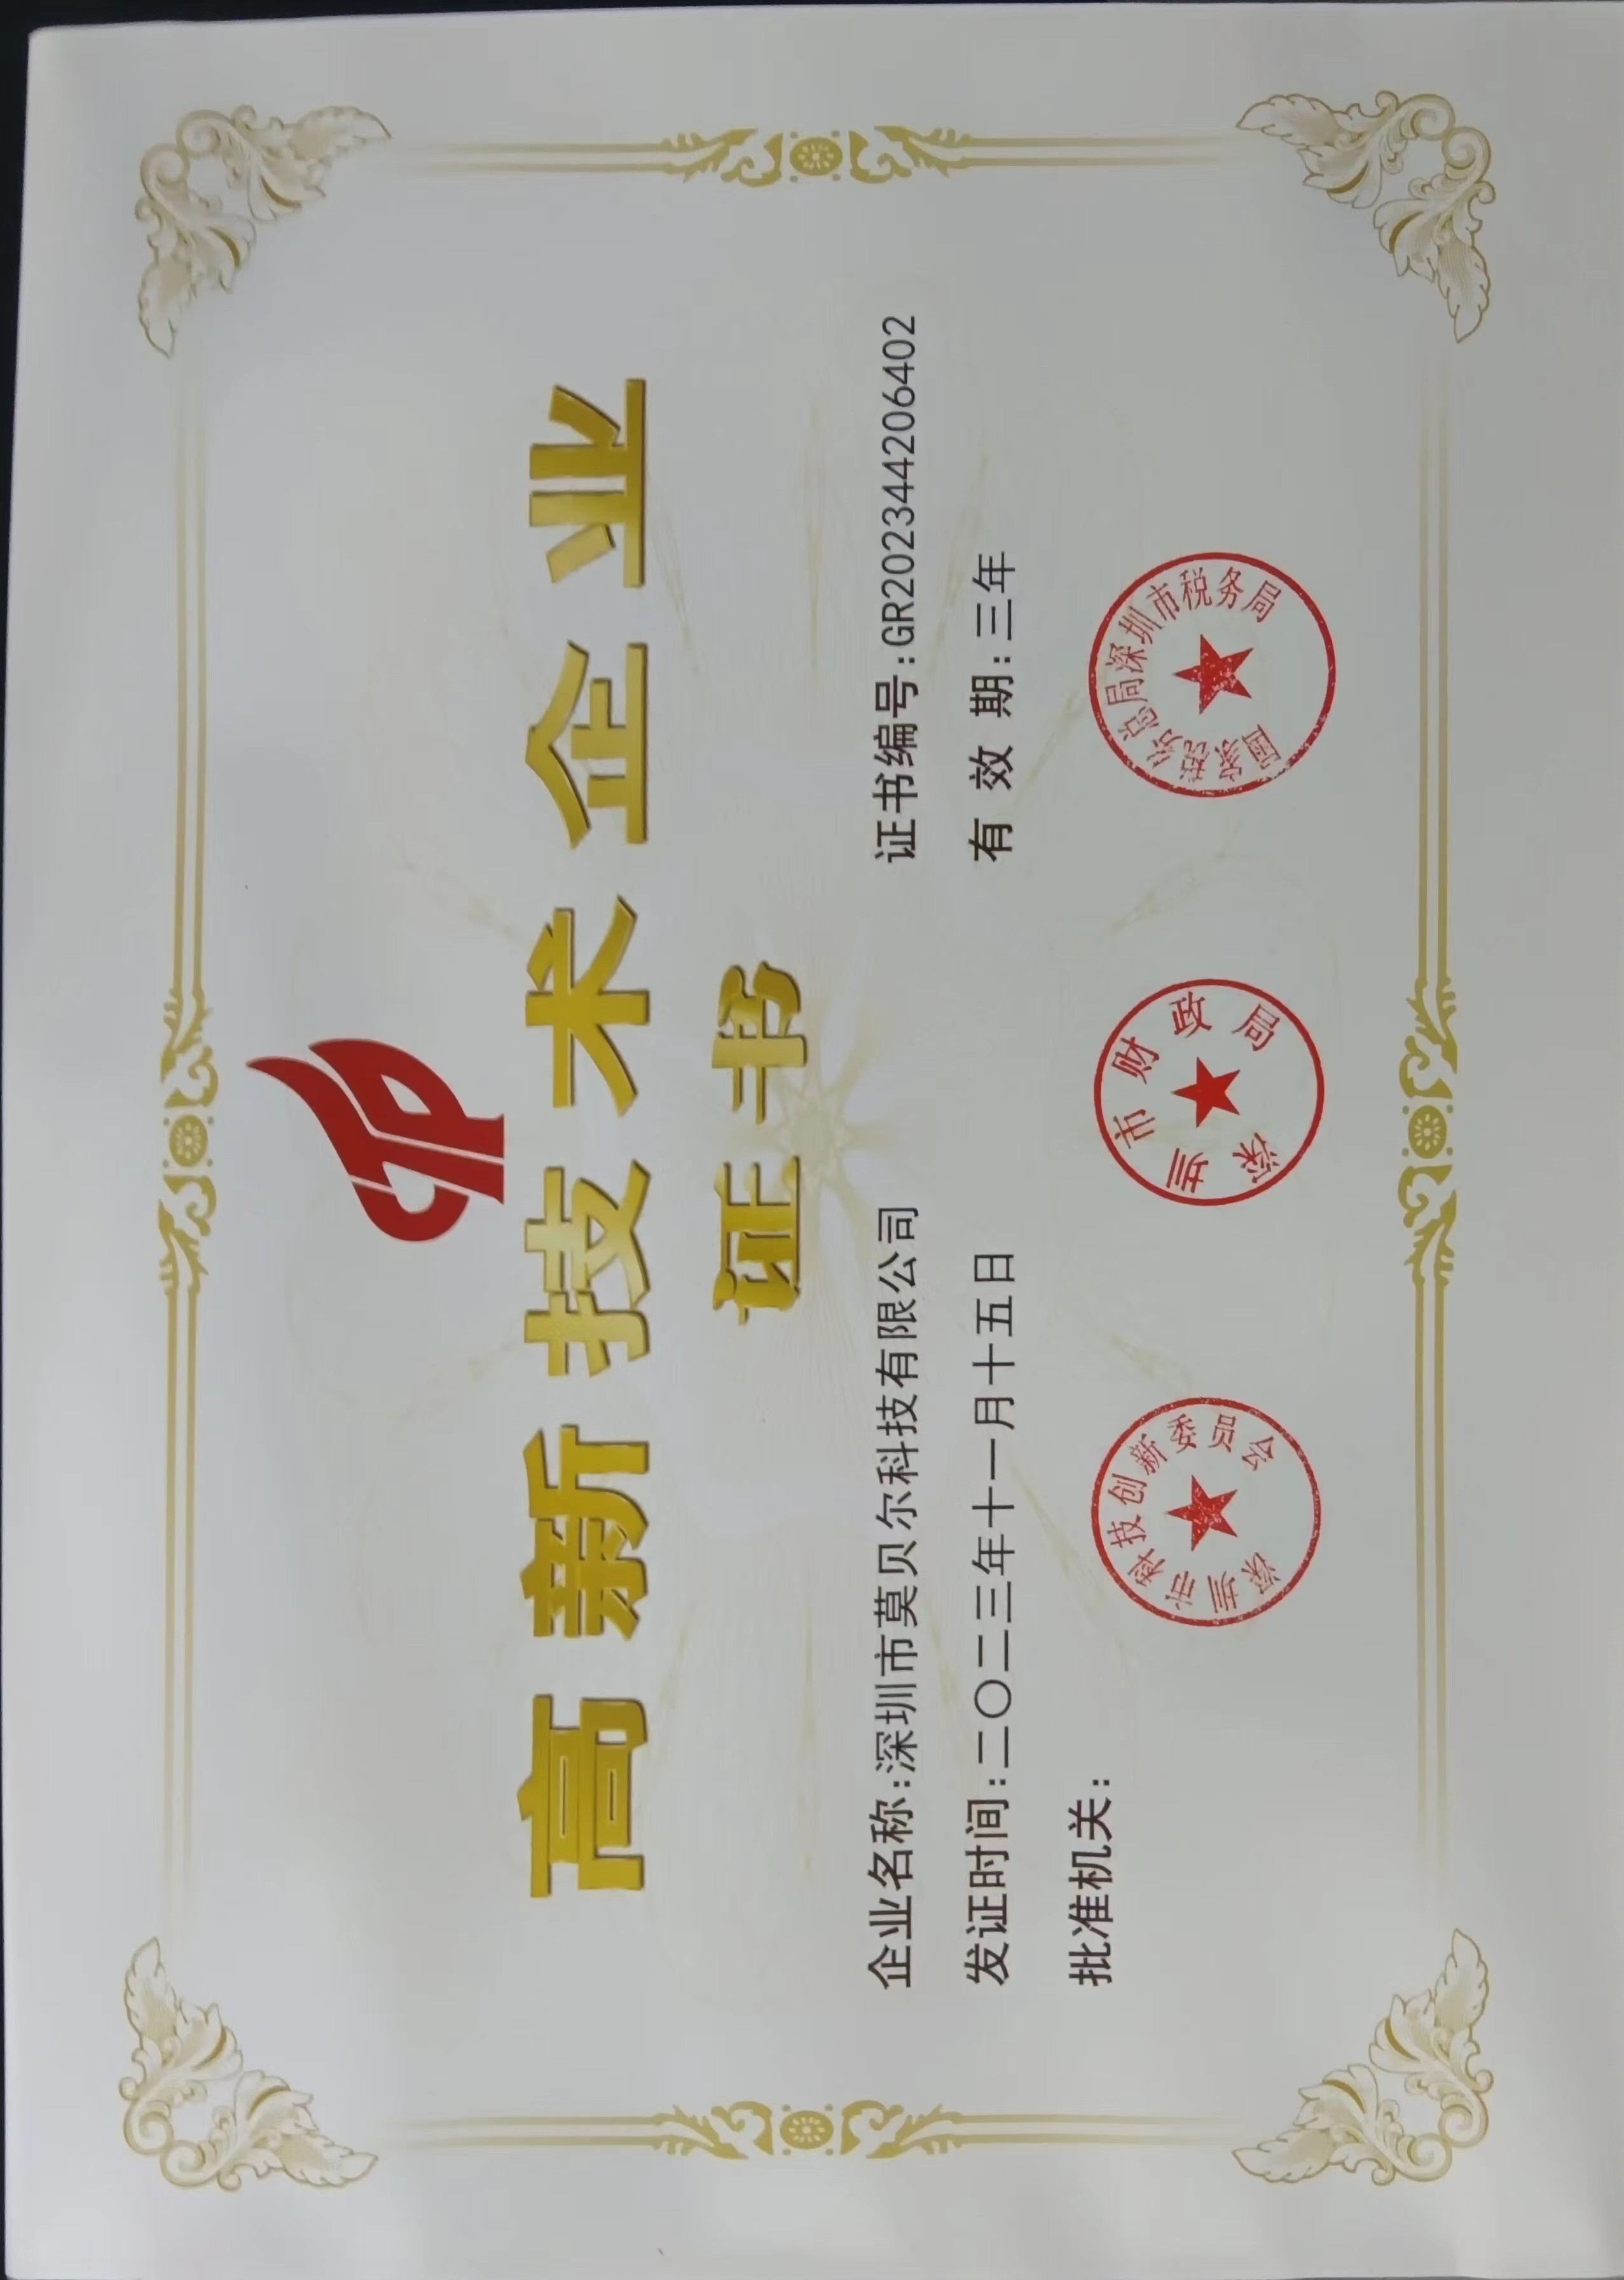 高新技术企业
证书
企业名称:深圳市莫贝尔科技有限公司
证书编号:GR202344206402
发证时间:二〇二三年十一月十五日
有效期:三年
批准机关:
深圳市科技创新委员会
深圳市财政局
国家税务总局深圳市税务局